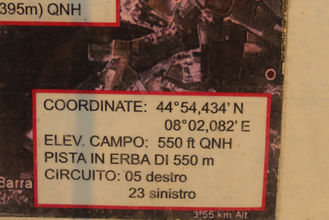 395m) QNH
COORDINATE: 44°54,434' N
08°02,082' E
ELEV. CAMPO: 550 ft QNH
PISTA IN ERBA DI 550 m
CIRCUITO: 05 destro
23 sinistro
Barra
3'55 km Alt